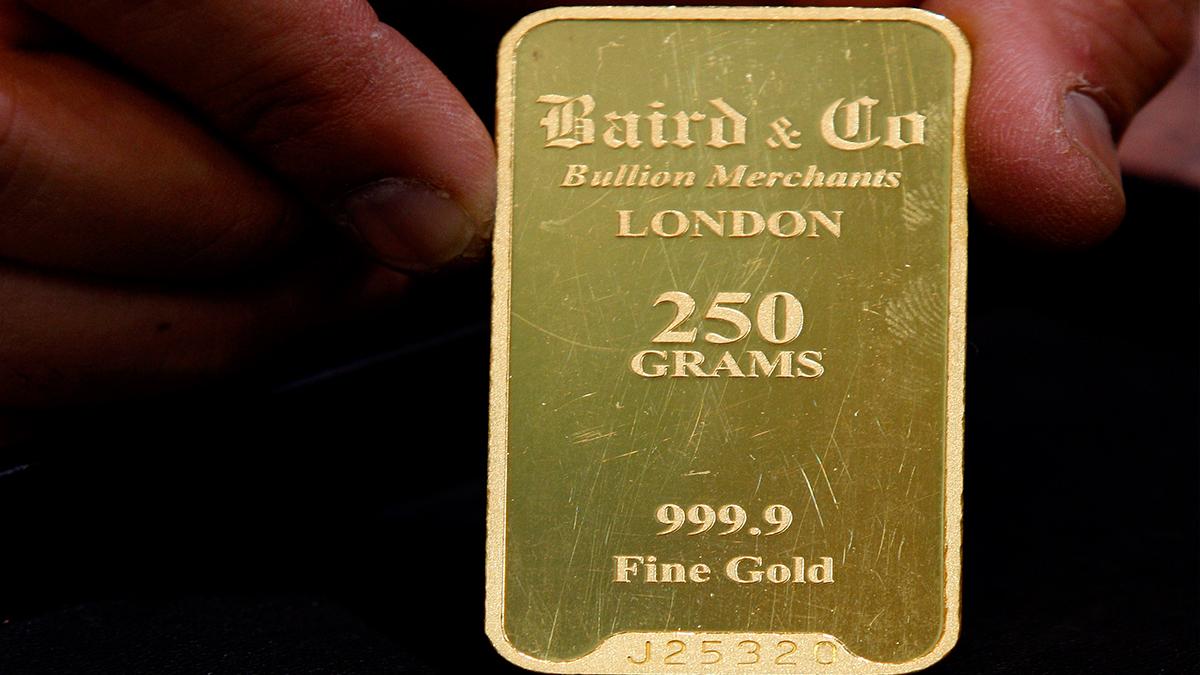 Baird & Co
Bullion Merchants
LONDON
250
GRAMS
999.9
Fine Gold
J25320